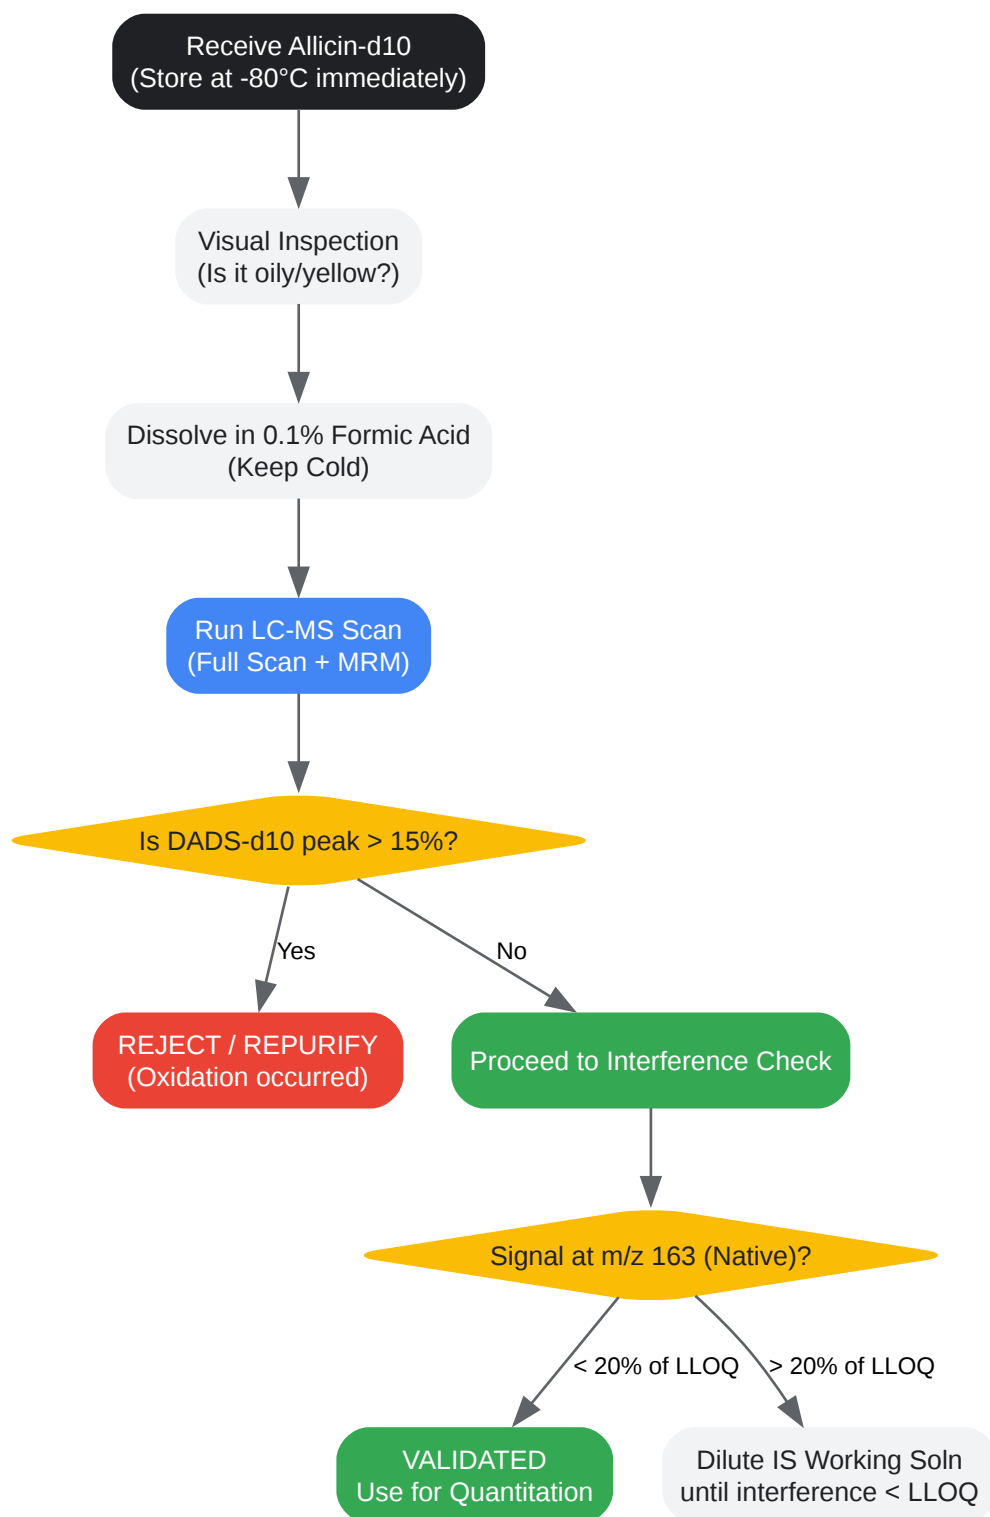 Receive Allicin-d10
(Store at -80°C immediately)
Visual Inspection
(Is it oily/yellow?)
Dissolve in 0.1% Formic Acid
(Keep Cold)
Run LC-MS Scan
(Full Scan + MRM)
Is DADS-d10 peak > 15%?
Yes
No
REJECT / REPURIFY
(Oxidation occurred)
Proceed to Interference Check
Signal at m/z 163 (Native)?
< 20% of LLOQ
> 20% of LLOQ
VALIDATED
Use for Quantitation
Dilute IS Working Soln
until interference < LLOQ